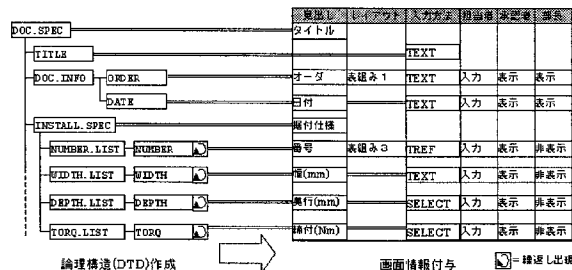 見出し レイアウト 入力方法 担当者 承認者 部長
DOC.SPEC タイトル
TITLE TEXT
DOC.INFO ORDER オーダ 表組み1 TEXT 入力 表示 表示
DATE 日付 TEXT 入力 表示 表示
INSTALL.SPEC 据付仕様
NUMBER.LIST NUMBER 番号 表組み3 TREF 入力 表示 非表示
WIDTH.LIST WIDTH 幅(mm) TEXT 入力 表示 非表示
DEPTH.LIST DEPTH 奥行(mm) SELECT 入力 表示 非表示
TORQ.LIST TORQ 締付(Nm) SELECT 入力 表示 非表示
論理構造(DTD)作成 画面情報付与 =繰返し出現